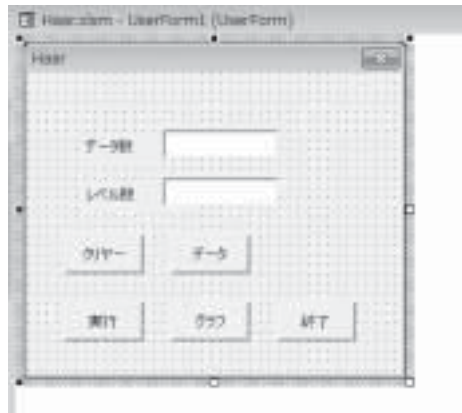 Haar.xlsm - UserForm1 (UserForm)
Haar
データ数
レベル数
クリヤー データ
実行 グラフ 終了